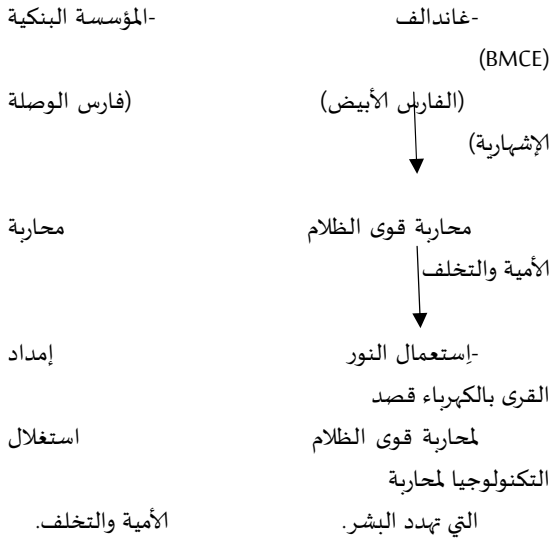 -غاندالف -المؤسسة البنكية
(BMCE)
(الفارس الأبيض) (فارس الوصلة
الإشهارية)
محاربة قوى الظلام محاربة
الأمية والتخلف
-إستعمال النور إمداد
القرى بالكهرباء قصد
لمحاربة قوى الظلام استغلال
التكنولوجيا لمحاربة
التي تهدد البشر. الأمية والتخلف.